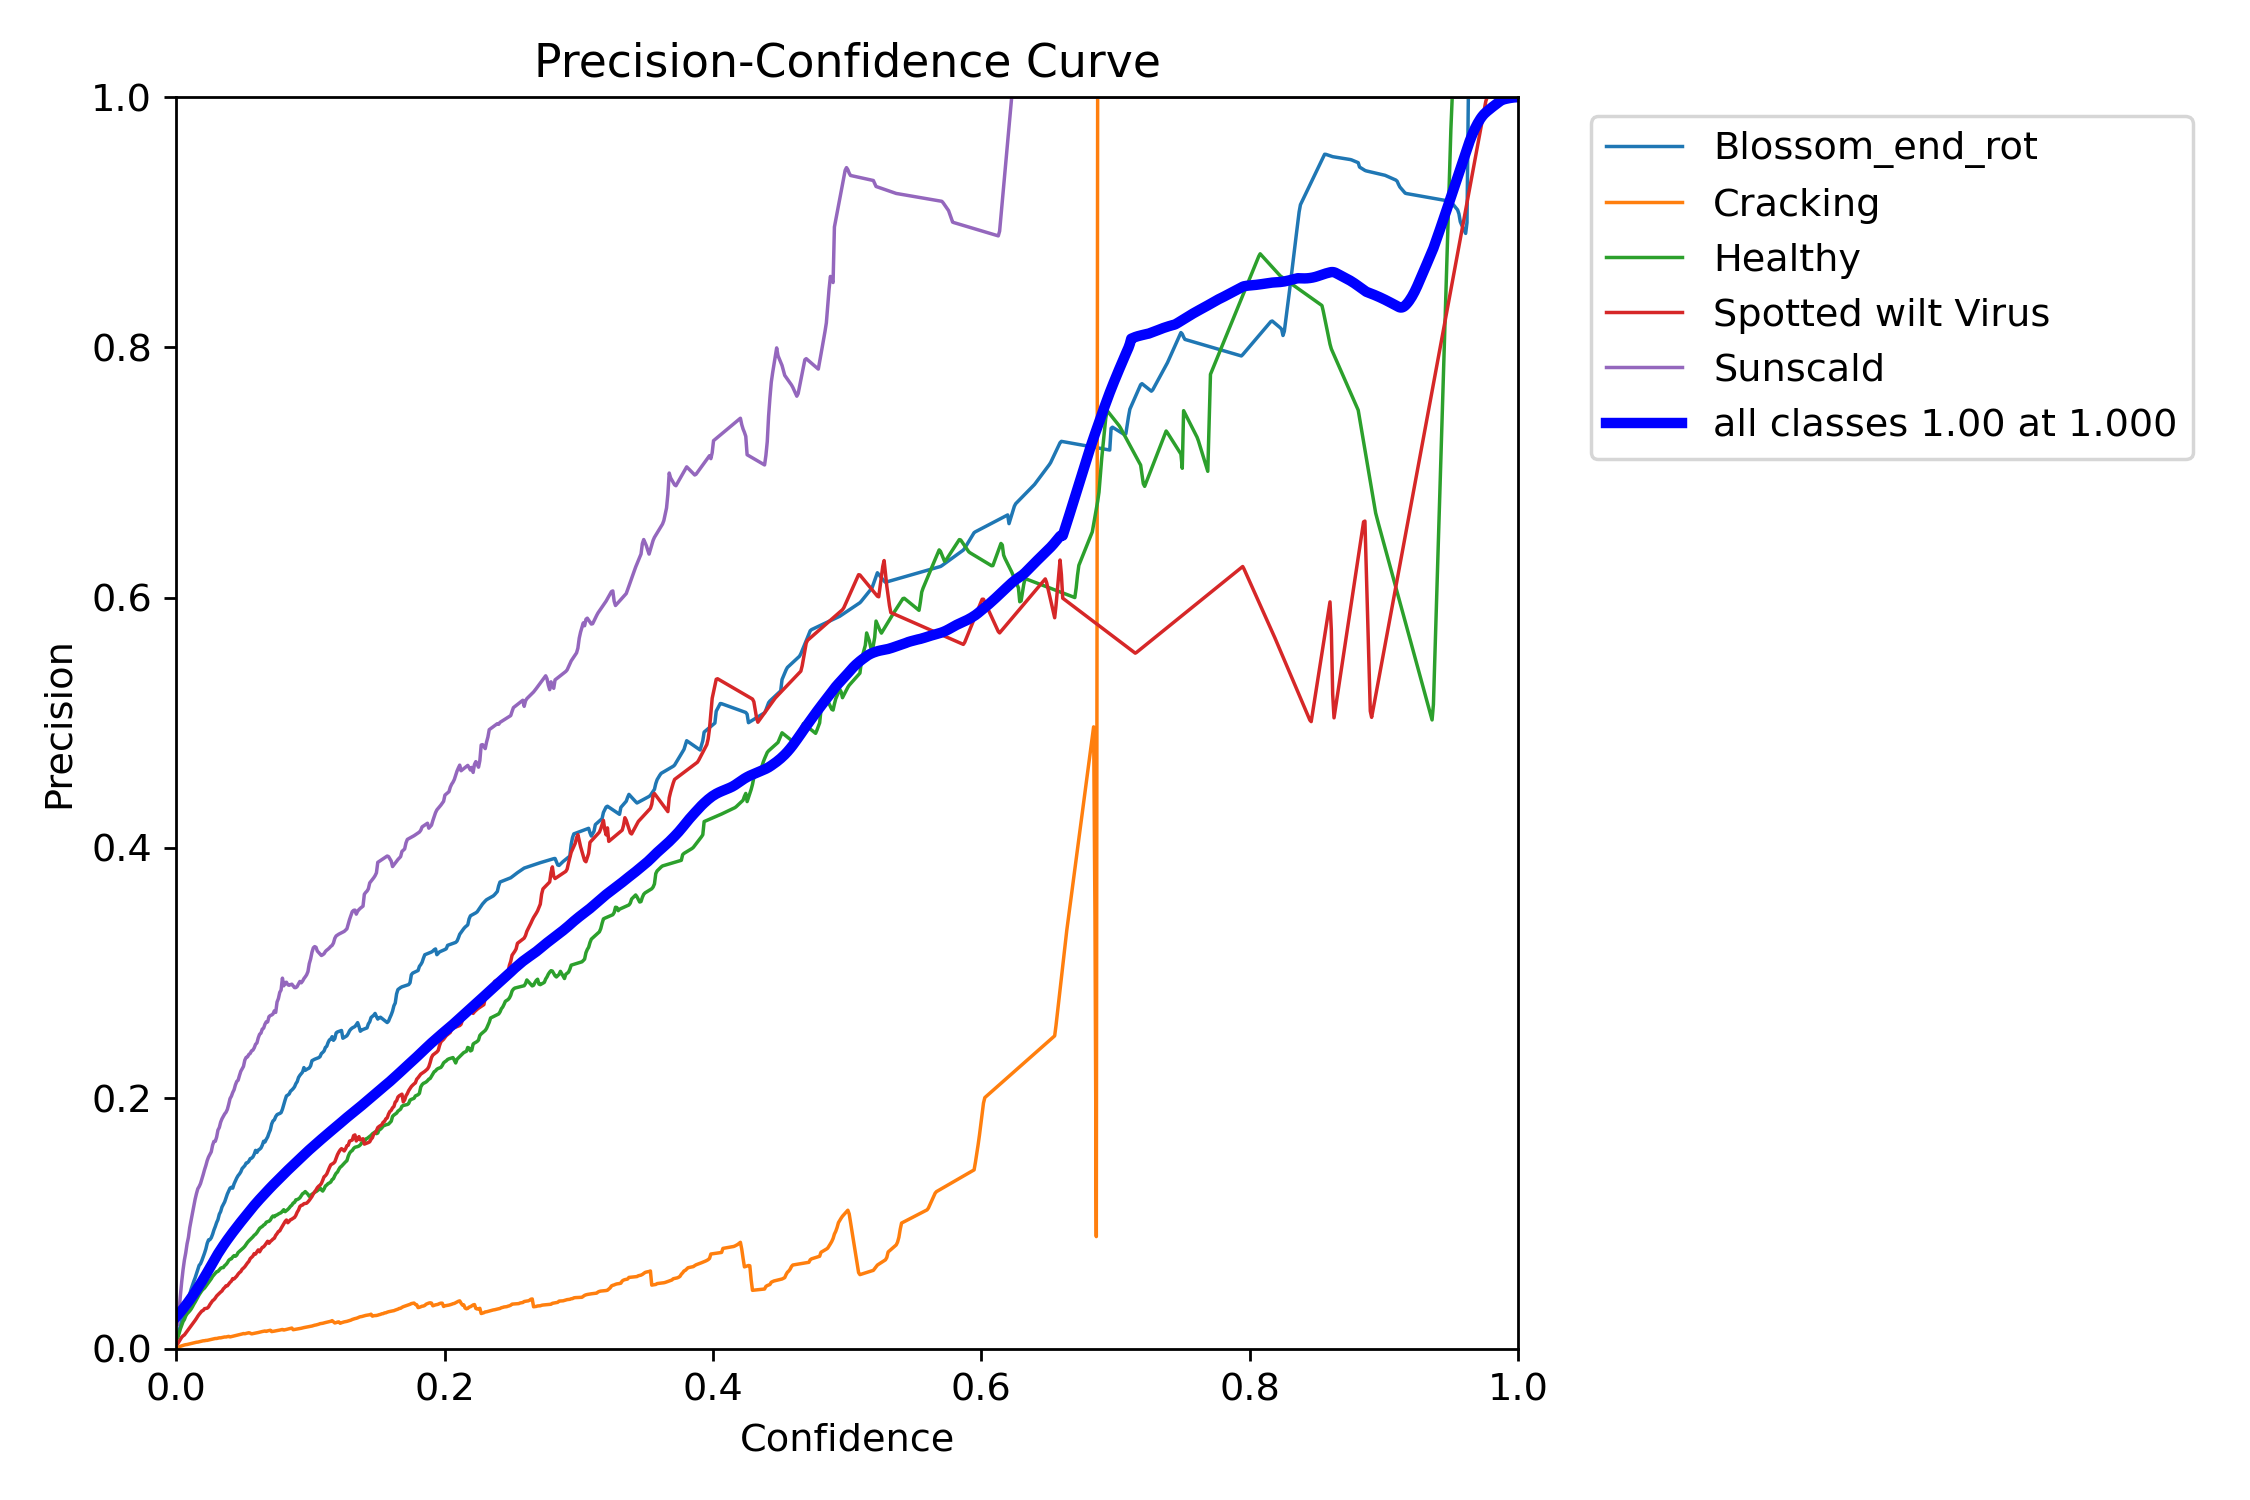 Precision-Confidence Curve
1.0
0.8
0.6
0.4
0.2
0.0
Precision
0.0 0.2 0.4 0.6 0.8 1.0
Confidence
Blossom_end_rot
Cracking
Healthy
Spotted wilt Virus
Sunscald
all classes 1.00 at 1.000